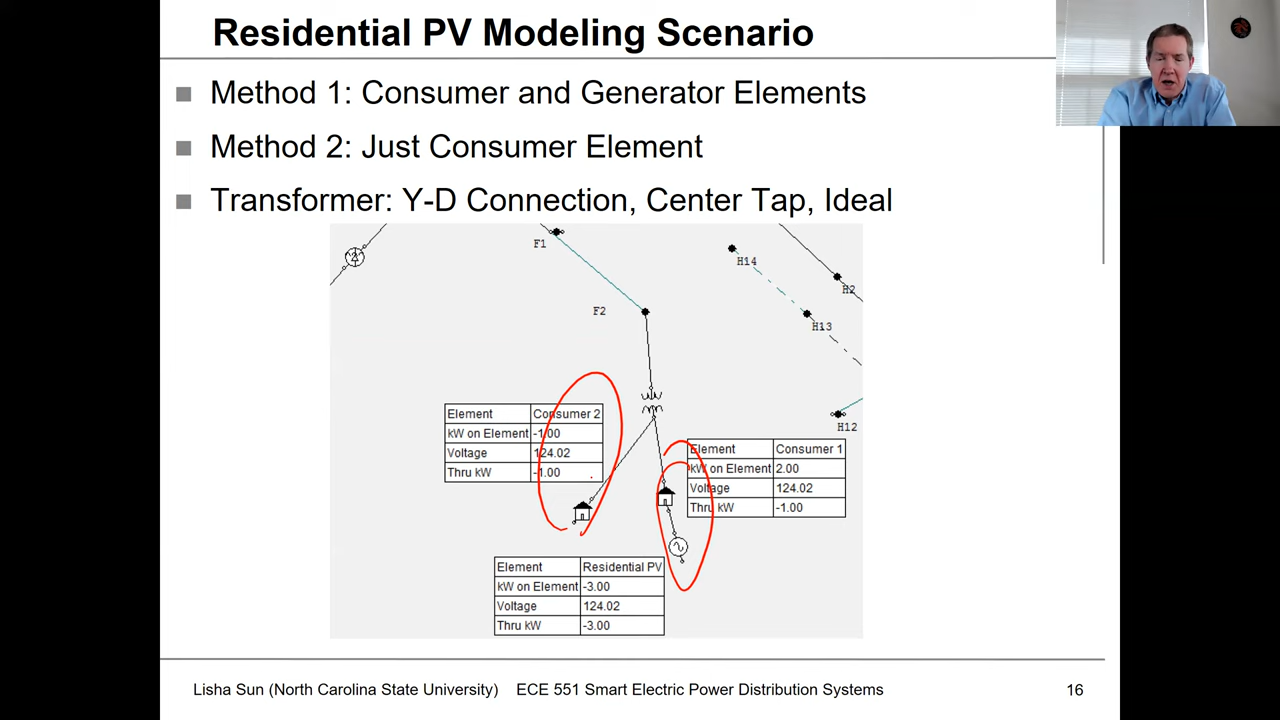 Residential PV Modeling Scenario
Method 1: Consumer and Generator Elements
Method 2: Just Consumer Element
Transformer: Y-D Connection, Center Tap, Ideal
F1
H14
H2
F2
H13
H12
Element Consumer 2
kW on Element -1.00
Voltage 124.02
Thru kW -1.00
Element Consumer 1
kW on Element 2.00
Voltage 124.02
Thru kW -1.00
Element Residential PV
kW on Element -3.00
Voltage 124.02
Thru kW -3.00
Lisha Sun (North Carolina State University) ECE 551 Smart Electric Power Distribution Systems 16